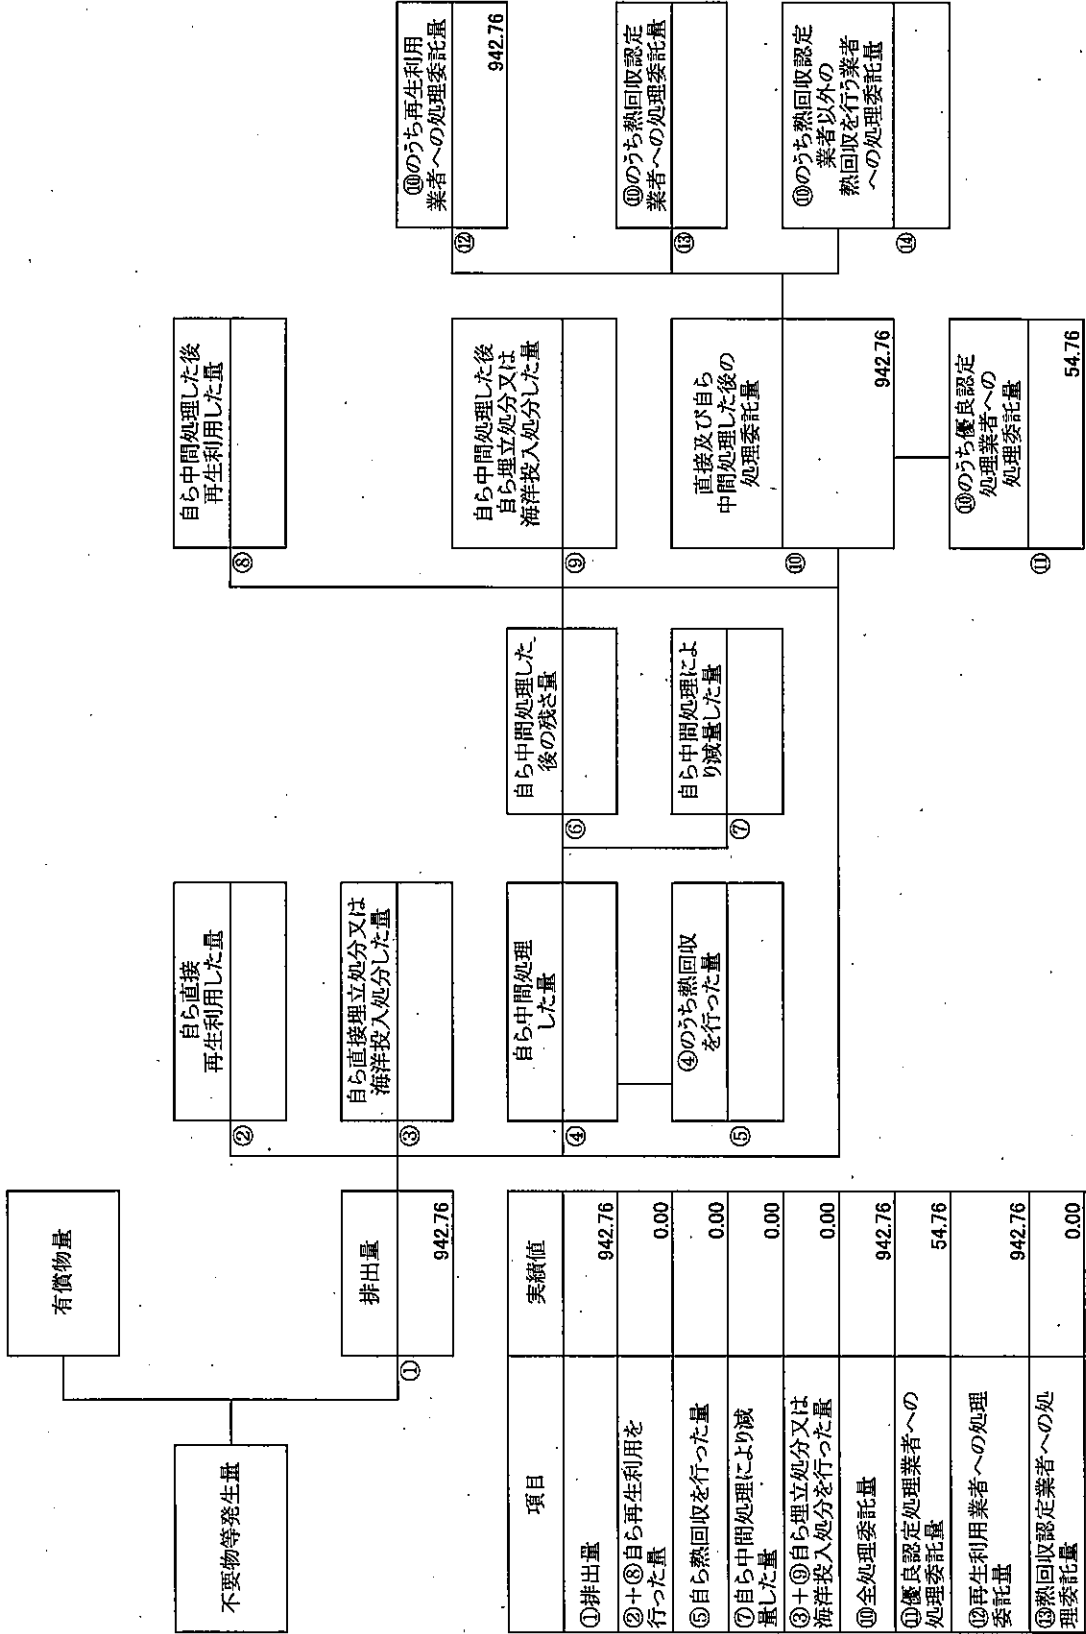 不要物等発生量
有償物量
①
排出量
942.76
②
自ら直接
再生利用した量
③
自ら直接埋立処分又は
海洋投入処分した量
④
自ら中間処理
した量
⑤
④のうち熱回収
を行った量
⑥
自ら中間処理した
後の残さ量
⑦
自ら中間処理によ
り減量した量
⑧
自ら中間処理した後
再生利用した量
⑨
自ら中間処理した後
自ら埋立処分又は
海洋投入処分した量
⑩
直接及び自ら
中間処理した後の
処理委託量
942.76
⑪
⑩のうち優良認定
処理業者への
処理委託量
54.76
⑫
⑩のうち再生利用
業者への処理委託量
942.76
⑬
⑩のうち熱回収認定
業者への処理委託量
⑭
⑩のうち熱回収認定
業者以外の
熱回収を行う業者
への処理委託量
項目 実績値
①排出量 942.76
②+⑧自ら再生利用を
行った量 0.00
⑤自ら熱回収を行った量 0.00
⑦自ら中間処理により減
量した量 0.00
③+⑨自ら埋立処分又は
海洋投入処分を行った量 0.00
⑩全処理委託量 942.76
⑪優良認定処理業者への
処理委託量 54.76
⑫再生利用業者への処理
委託量 942.76
⑬熱回収認定業者への処
理委託量 0.00